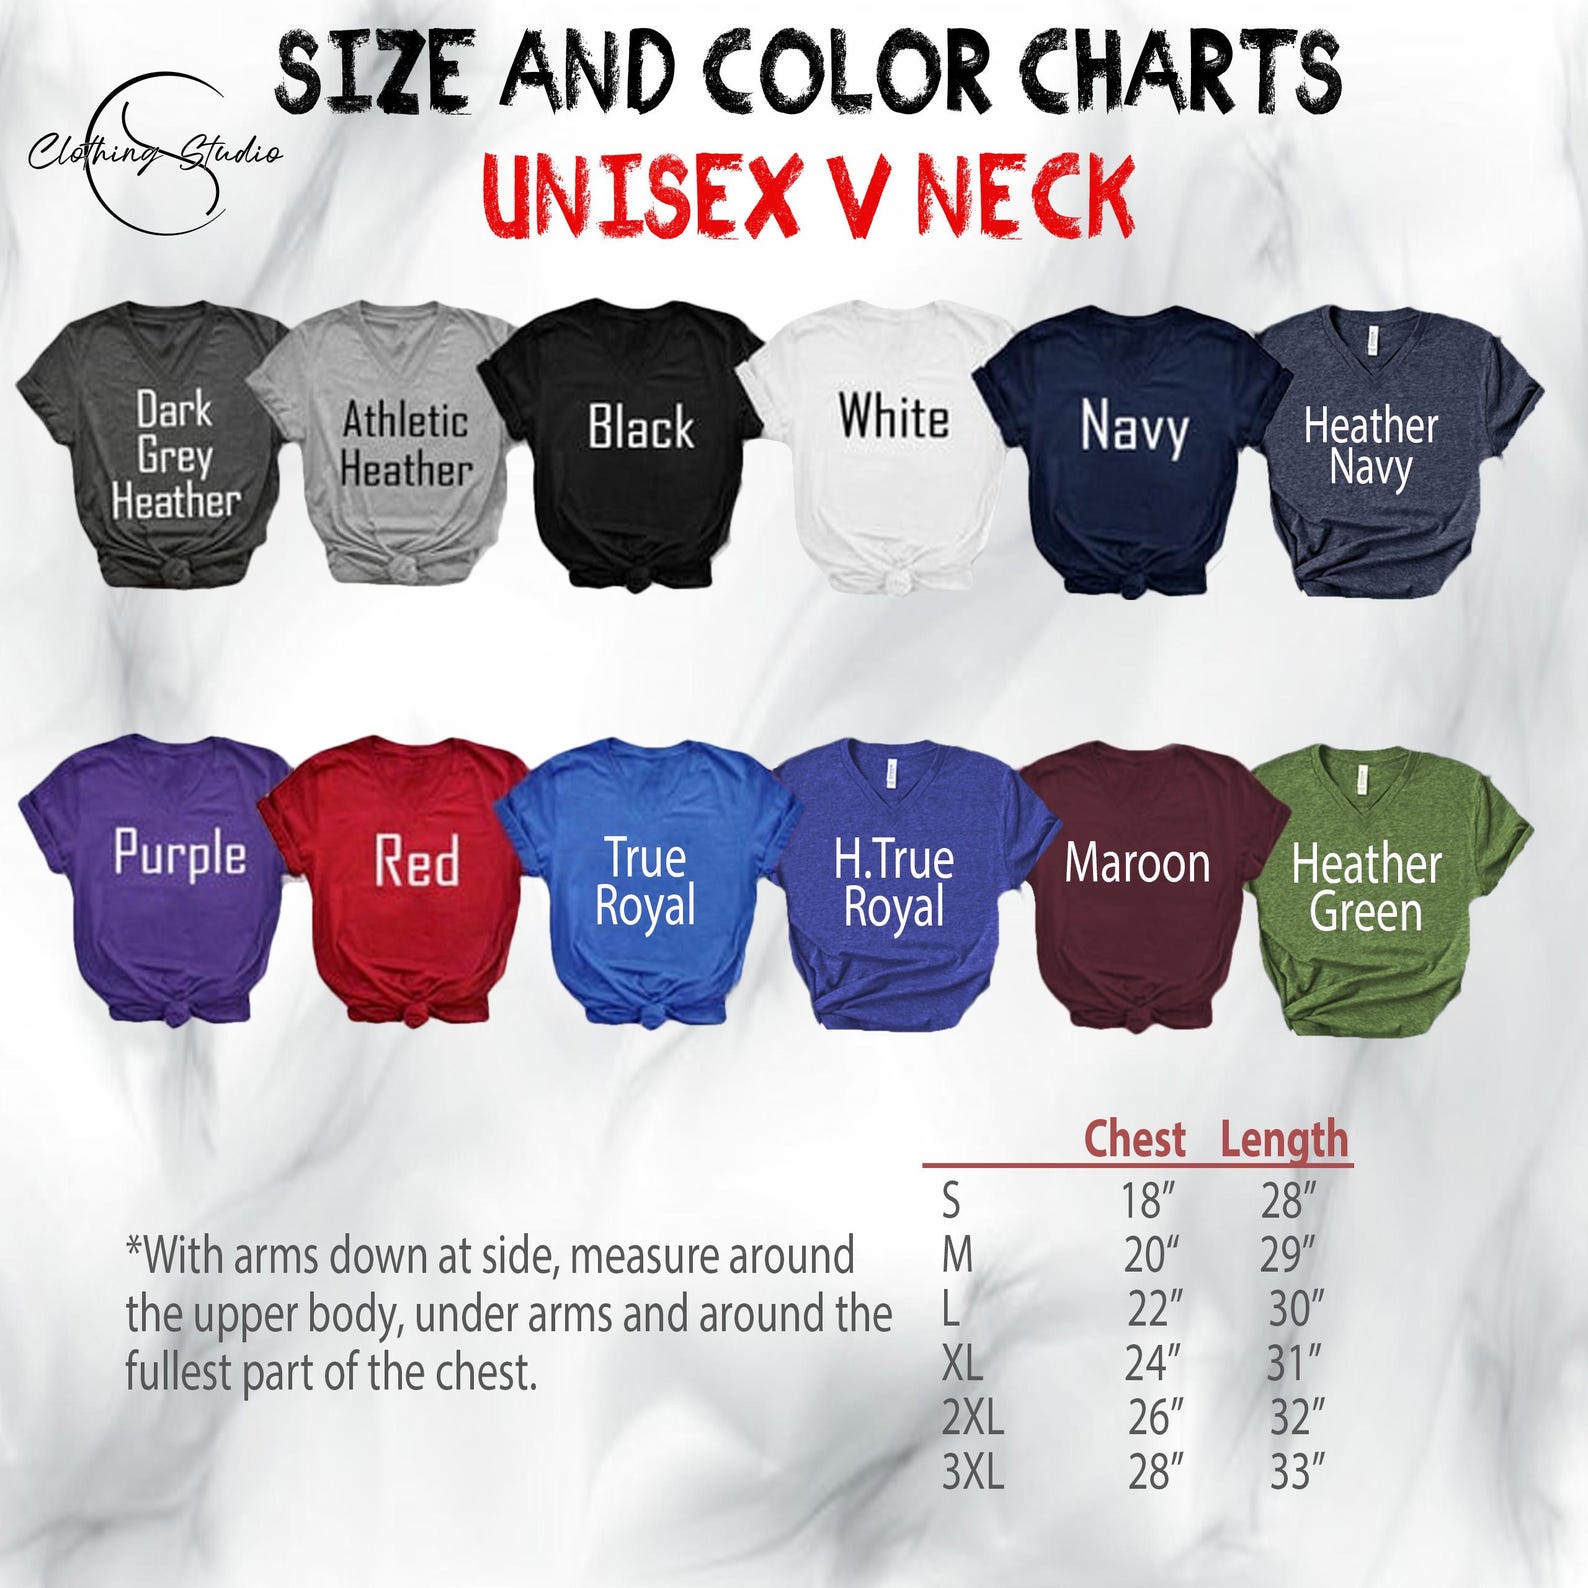 SIZE AND COLOR CHARTS
Clothing Studio
UNISEX V NECK
Dark
Grey
Heather
Athletic
Heather
Black
White
Navy
Heather
Navy
Purple
Red
True
Royal
H.True
Royal
Maroon
Heather
Green
Chest Length
S 18” 28”
M 20“ 29”
L 22” 30”
XL 24” 31”
2XL 26” 32”
3XL 28” 33”
*With arms down at side, measure around
the upper body, under arms and around the
fullest part of the chest.